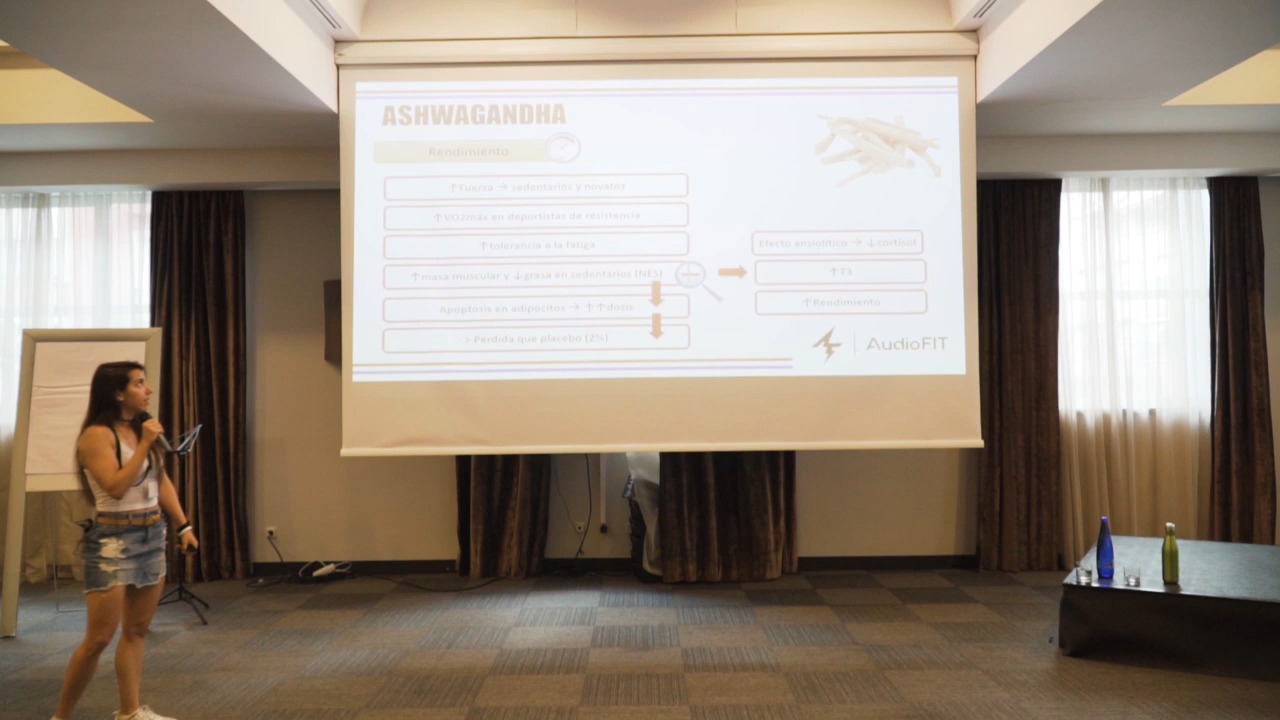 ASHWAGANDHA
Rendimiento
↑Fuerza → sedentarios y novatos
↑VO2máx en deportistas de resistencia
↑tolerancia a la fatiga
↑masa muscular y ↓grasa en sedentarios (NES)
Apoptosis en adipocitos → ↑↑dosis
> Perdida que placebo (2%)
Efecto ansiolítico → ↓cortisol
↑T3
↑Rendimiento
AudioFIT